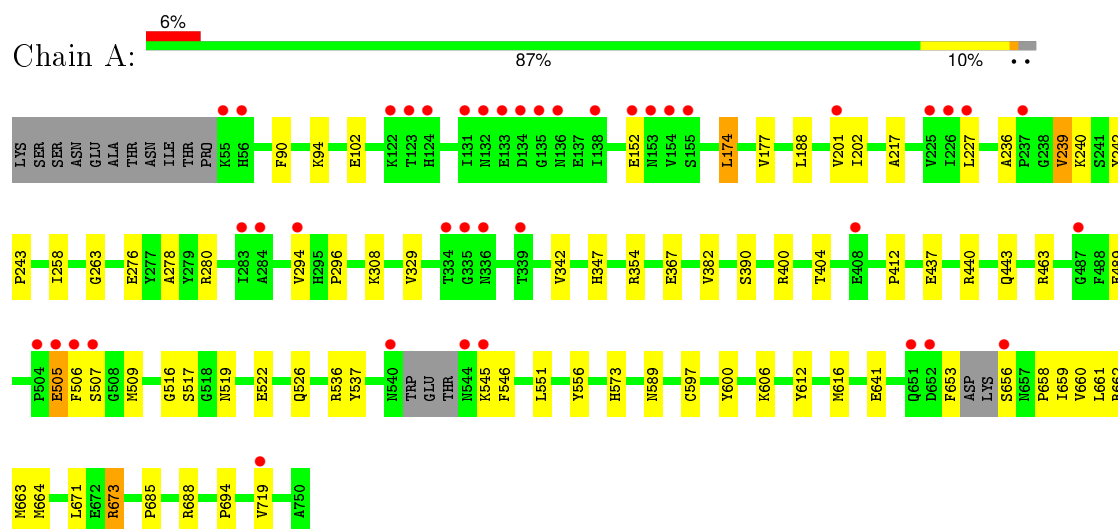 6%
Chain A:
87%
10%
• •
LYS SER SER ASN GLU ALA THR ASN ILE THR PRO K55 H56 F90 K94 E102 K122 T123 H124 I131 N132 E133 D134 G135 N136 E137 I138 E152 N153 V154 S155 L174 V177 L188 V201 I202 A217 V225 I226 L227 A236 P237 G238 V239 K240 S241 Y242
P243 I258 G263 E276 Y277 A278 Y279 R280 I283 A284 V294 H295 P296 K308 V329 T334 G335 N336 T339 V342 H347 R354 E367 V382 S390 R400 T404 E408 P412 E437 R440 Q443 R463 G487 F488
P504 E505 F506 S507 G508 M509 G516 S517 G518 N519 E522 Q526 R536 Y537 N540 TRP GLU THR N544 K545 F546 L551 Y556 H573 N589 C597 Y600 K606 Y612 M616 E641 Q651 D652 F653 ASP LYS S656 N657 P658 I659 V660 L661 R662
M663 M664 L671 E672 R673 P685 R688 P694 V719 A750